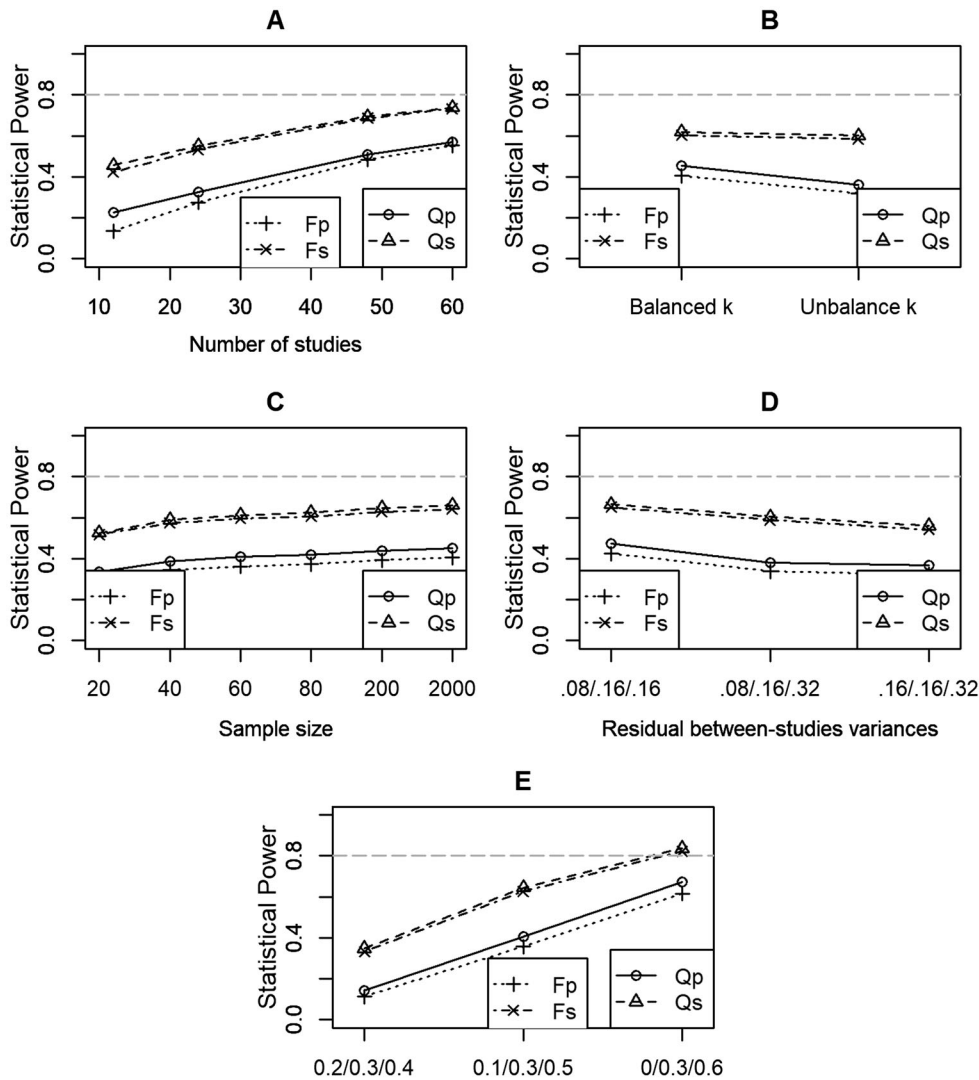 A
Statistical Power
0.8
0.4
0.0
Fp
Fs
Qp
Qs
10 20 30 40 50 60
Number of studies
B
Statistical Power
0.8
0.4
0.0
Fp
Fs
Qp
Qs
Balanced k Unbalance k
C
Statistical Power
0.8
0.4
0.0
Fp
Fs
Qp
Qs
20 40 60 80 200 2000
Sample size
D
Statistical Power
0.8
0.4
0.0
Fp
Fs
Qp
Qs
.08/.16/.16 .08/.16/.32 .16/.16/.32
Residual between-studies variances
E
Statistical Power
0.8
0.4
0.0
Fp
Fs
Qp
Qs
0.2/0.3/0.4 0.1/0.3/0.5 0/0.3/0.6